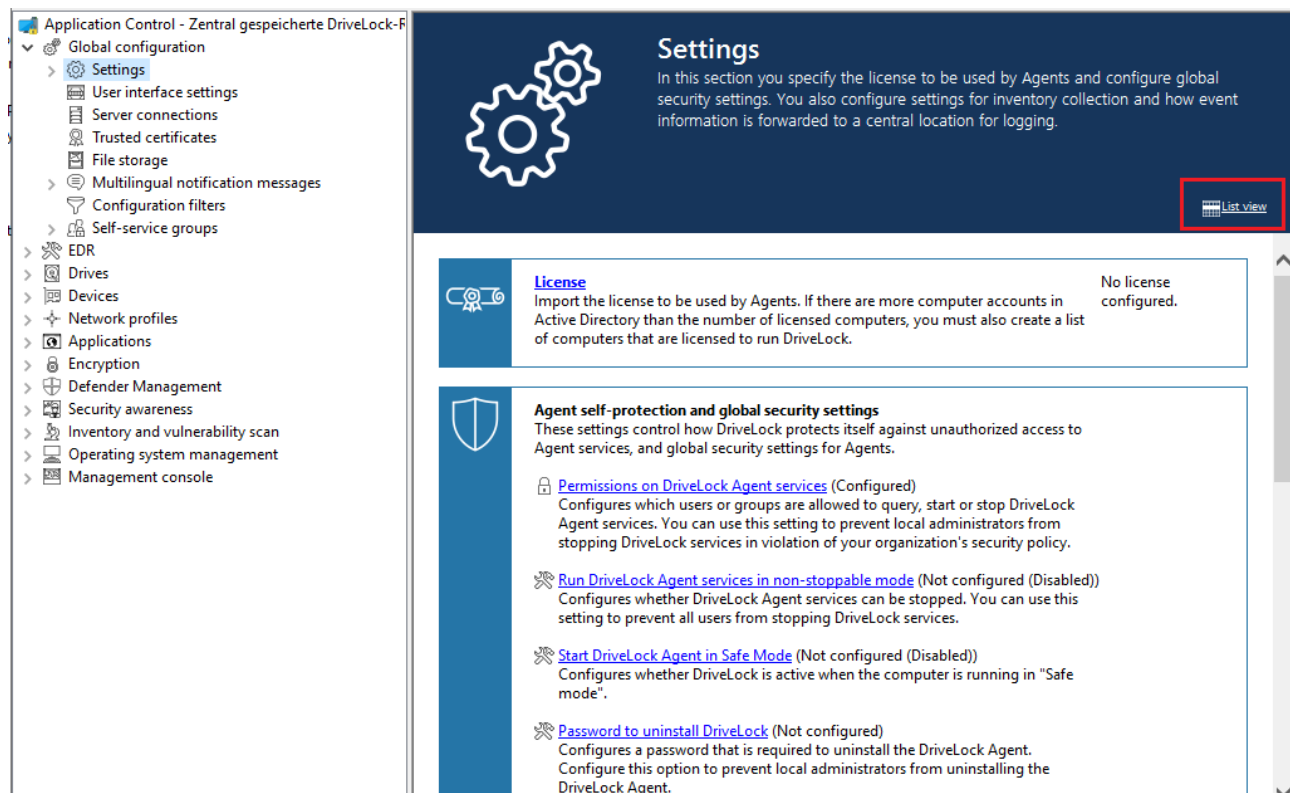 Application Control - Zentral gespeicherte DriveLock-R
Global configuration
Settings
User interface settings
Server connections
Trusted certificates
File storage
Multilingual notification messages
Configuration filters
Self-service groups
EDR
Drives
Devices
Network profiles
Applications
Encryption
Defender Management
Security awareness
Inventory and vulnerability scan
Operating system management
Management console
Settings
In this section you specify the license to be used by Agents and configure global
security settings. You also configure settings for inventory collection and how event
information is forwarded to a central location for logging.
List view
License
Import the license to be used by Agents. If there are more computer accounts in
Active Directory than the number of licensed computers, you must also create a list
of computers that are licensed to run DriveLock.
No license
configured.
Agent self-protection and global security settings
These settings control how DriveLock protects itself against unauthorized access to
Agent services, and global security settings for Agents.
Permissions on DriveLock Agent services (Configured)
Configures which users or groups are allowed to query, start or stop DriveLock
Agent services. You can use this setting to prevent local administrators from
stopping DriveLock services in violation of your organization's security policy.
Run DriveLock Agent services in non-stoppable mode (Not configured (Disabled))
Configures whether DriveLock Agent services can be stopped. You can use this
setting to prevent all users from stopping DriveLock services.
Start DriveLock Agent in Safe Mode (Not configured (Disabled))
Configures whether DriveLock is active when the computer is running in "Safe
mode".
Password to uninstall DriveLock (Not configured)
Configures a password that is required to uninstall the DriveLock Agent.
Configure this option to prevent local administrators from uninstalling the
DriveLock Agent.